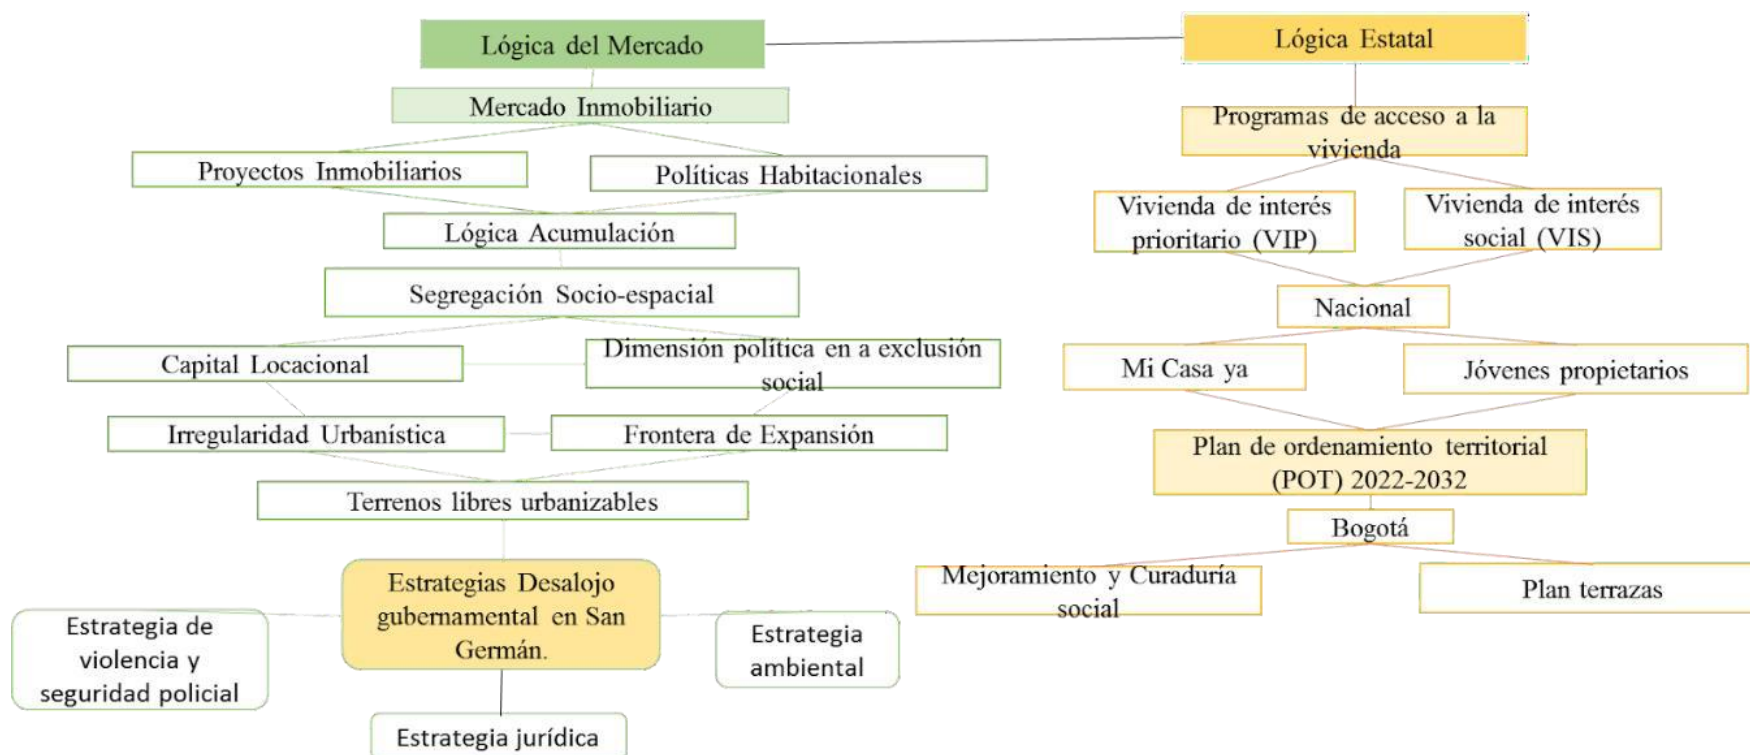 Lógica del Mercado
Lógica Estatal
Mercado Inmobiliario
Programas de acceso a la
vivienda
Proyectos Inmobiliarios
Políticas Habitacionales
Vivienda de interés
prioritario (VIP)
Vivienda de interés
social (VIS)
Lógica Acumulación
Segregación Socio-espacial
Nacional
Capital Locacional
Dimensión política en a exclusión
social
Mi Casa ya
Jóvenes propietarios
Irregularidad Urbanística
Frontera de Expansión
Plan de ordenamiento territorial
(POT) 2022-2032
Terrenos libres urbanizables
Bogotá
Estrategias Desalojo
gubernamental en San
Germán.
Mejoramiento y Curaduría
social
Plan terrazas
Estrategia de
violencia y
seguridad policial
Estrategia
ambiental
Estrategia jurídica